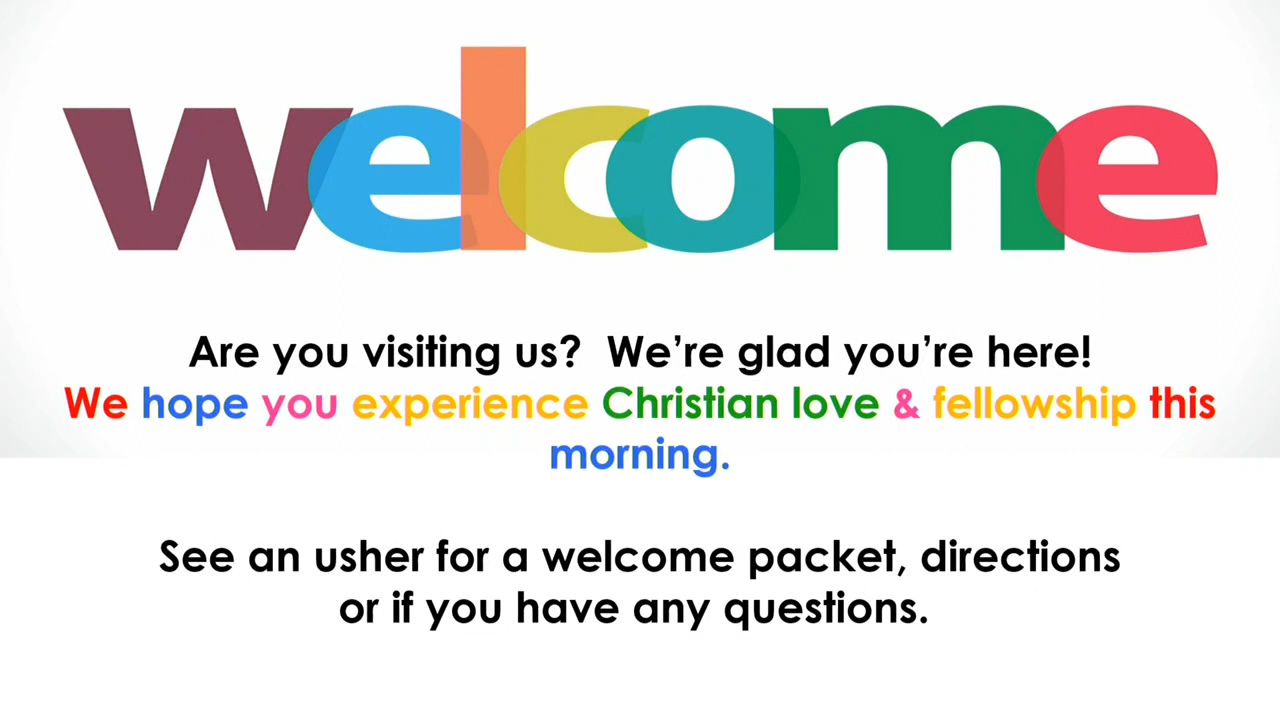 welcome
Are you visiting us?  We’re glad you’re here!
We hope you experience Christian love & fellowship this
morning.
See an usher for a welcome packet, directions
or if you have any questions.